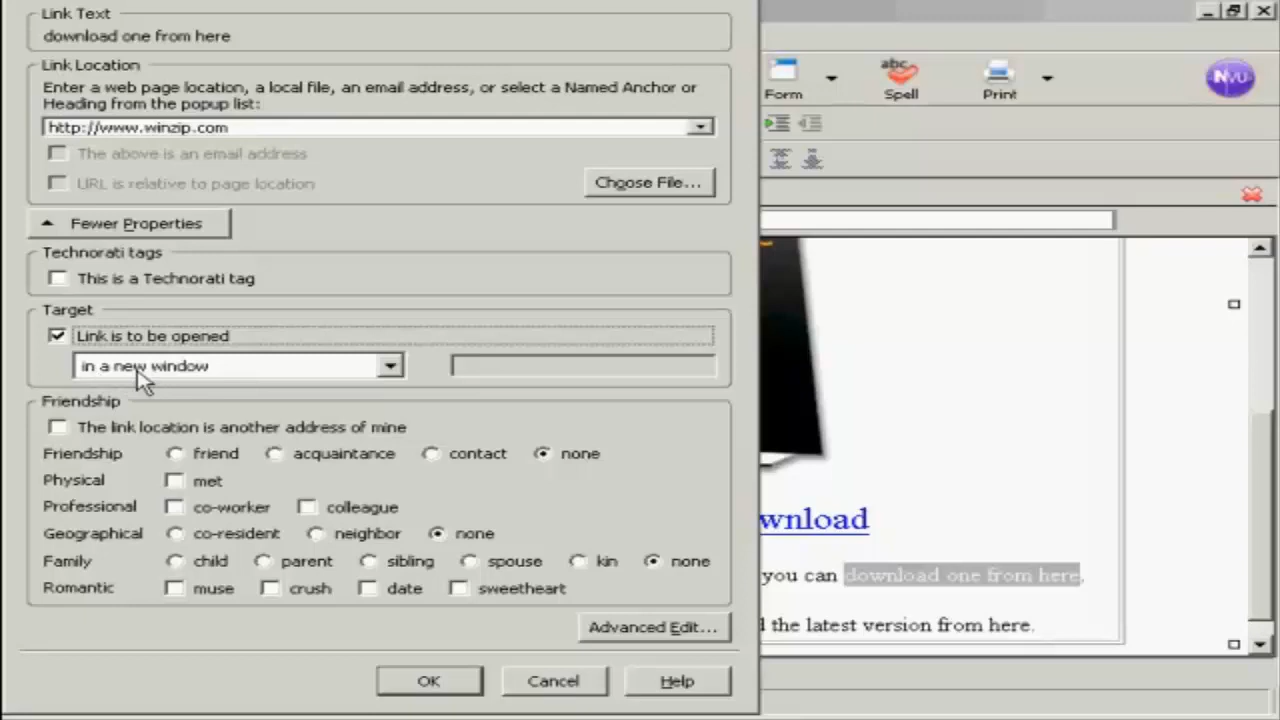 Link Text
download one from here
Link Location
Enter a web page location, a local file, an email address, or select a Named Anchor or
Heading from the popup list:
http://www.winzip.com
The above is an email address
URL is relative to page location
Choose File...
Fewer Properties
Technorati tags
This is a Technorati tag
Target
Link is to be opened
in a new window
Friendship
The link location is another address of mine
Friendship friend acquaintance contact none
Physical met
Professional co-worker colleague
Geographical co-resident neighbor none
Family child parent sibling spouse kin none
Romantic muse crush date sweetheart
Advanced Edit...
OK Cancel Help
Form
abc
Spell
Print
NVU
wnload
you can download one from here,
the latest version from here.